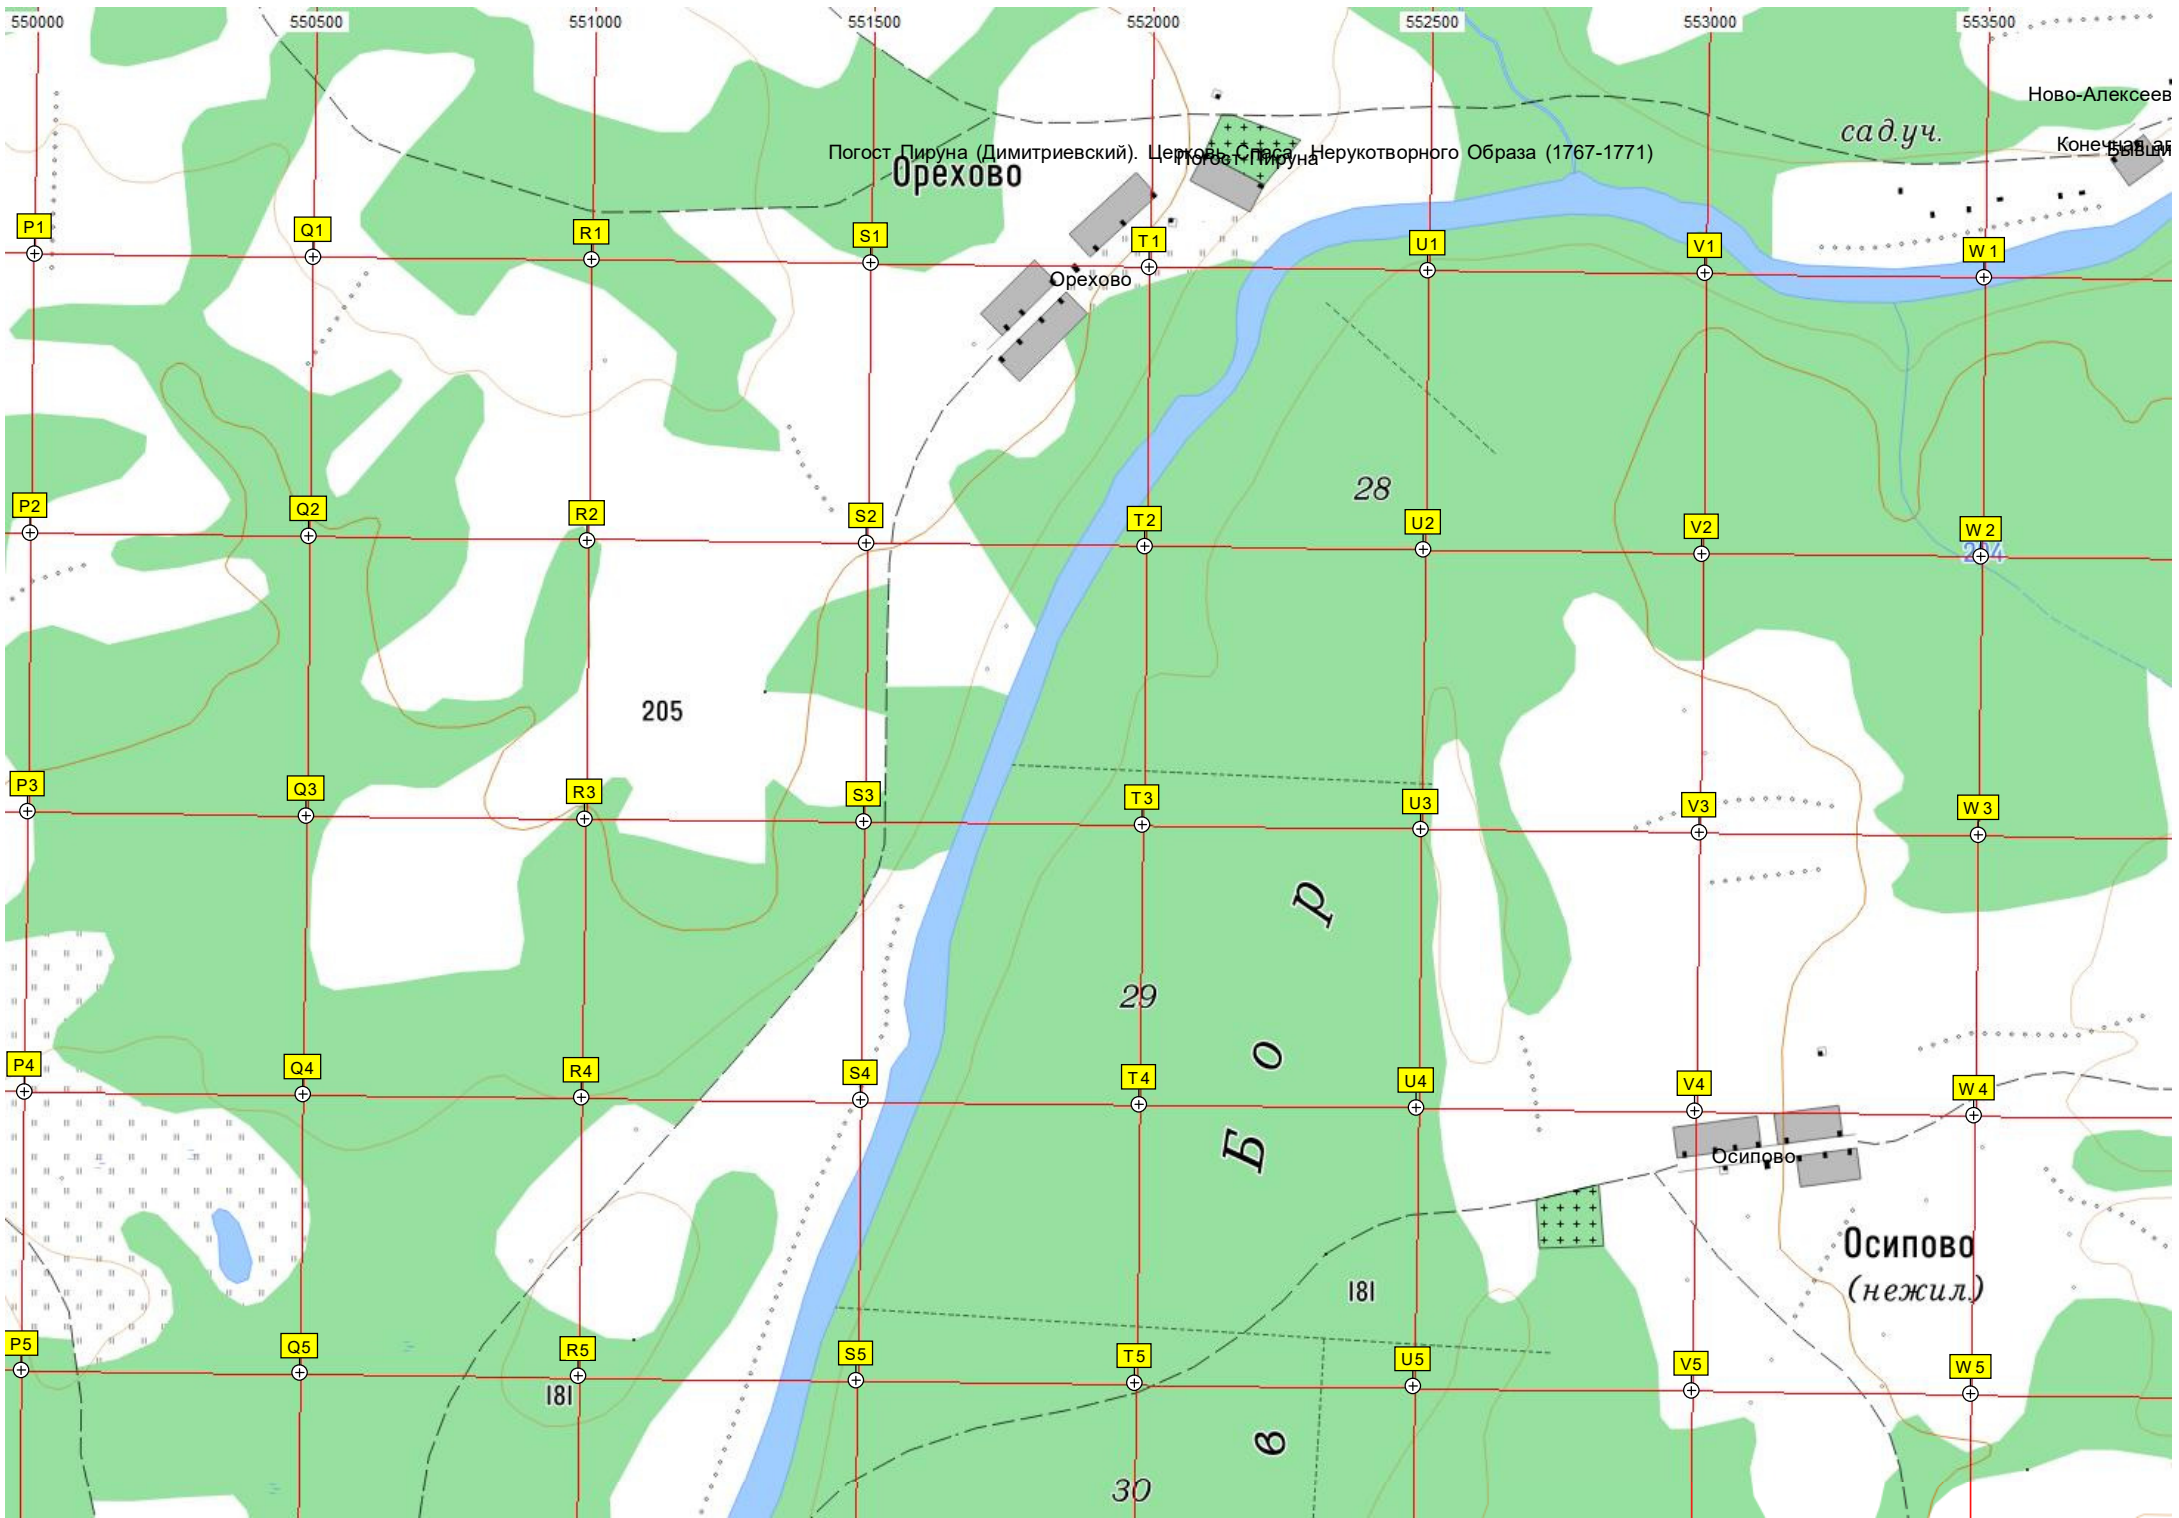 550000 550500 551000 551500 552000 552500 553000 553500
Ново-Алексеев
сад.уч.
Погост Пируна (Димитриевский). Церковь Спаса Нерукотворного Образа (1767-1771)
Погост Пируна
Конечная
Бывши
Орехово
P1 Q1 R1 S1 T1 U1 V1 W1
Орехово
28
P2 Q2 R2 S2 T2 U2 V2 W2
205
P3 Q3 R3 S3 T3 U3 V3 W3
р
29
о
P4 Q4 R4 S4 T4 U4 V4 W4
Б
Осипово
Осипово
(нежил.)
181
P5 Q5 R5 S5 T5 U5 V5 W5
181
в
30